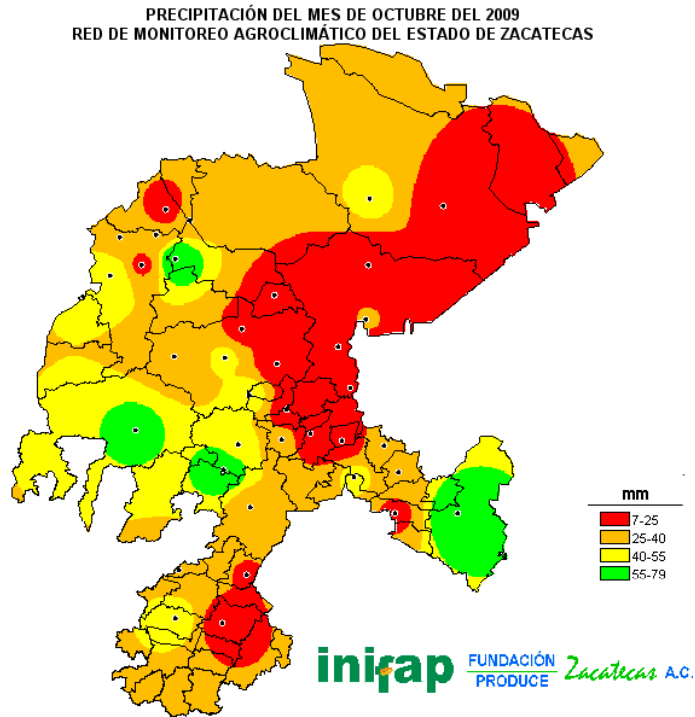 PRECIPITACIÓN DEL MES DE OCTUBRE DEL 2009
RED DE MONITOREO AGROCLIMÁTICO DEL ESTADO DE ZACATECAS
mm
7-25
25-40
40-55
55-79
inifap
FUNDACIÓN
PRODUCE
Zacatecas A.C.